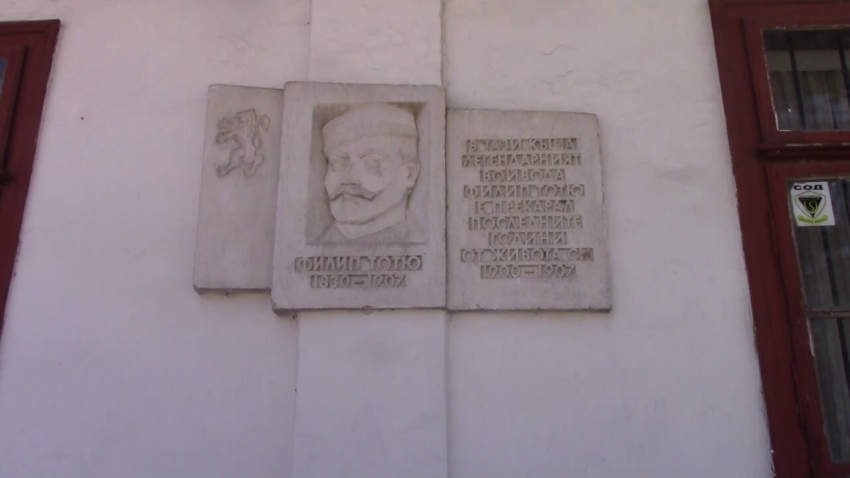 ФИЛИП ТОТЮ
1830 – 1907
В ТАЗИ КЪЩА
ЛЕГЕНДАРНИЯТ
ВОЙВОДА
ФИЛИП ТОТЮ
Е ПРЕКАРАЛ
ПОСЛЕДНИТЕ
ГОДИНИ
ОТ ЖИВОТА СИ
1900 – 1907
СОД